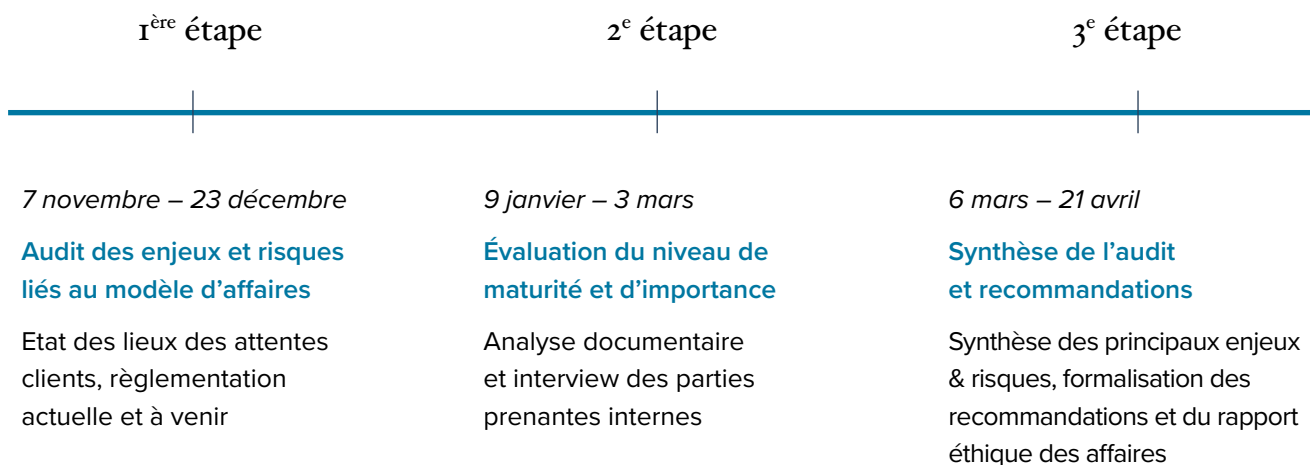 1ère étape
7 novembre – 23 décembre
Audit des enjeux et risques
liés au modèle d’affaires
Etat des lieux des attentes
clients, règlementation
actuelle et à venir
2e étape
9 janvier – 3 mars
Évaluation du niveau de
maturité et d’importance
Analyse documentaire
et interview des parties
prenantes internes
3e étape
6 mars – 21 avril
Synthèse de l’audit
et recommandations
Synthèse des principaux enjeux
& risques, formalisation des
recommandations et du rapport
éthique des affaires